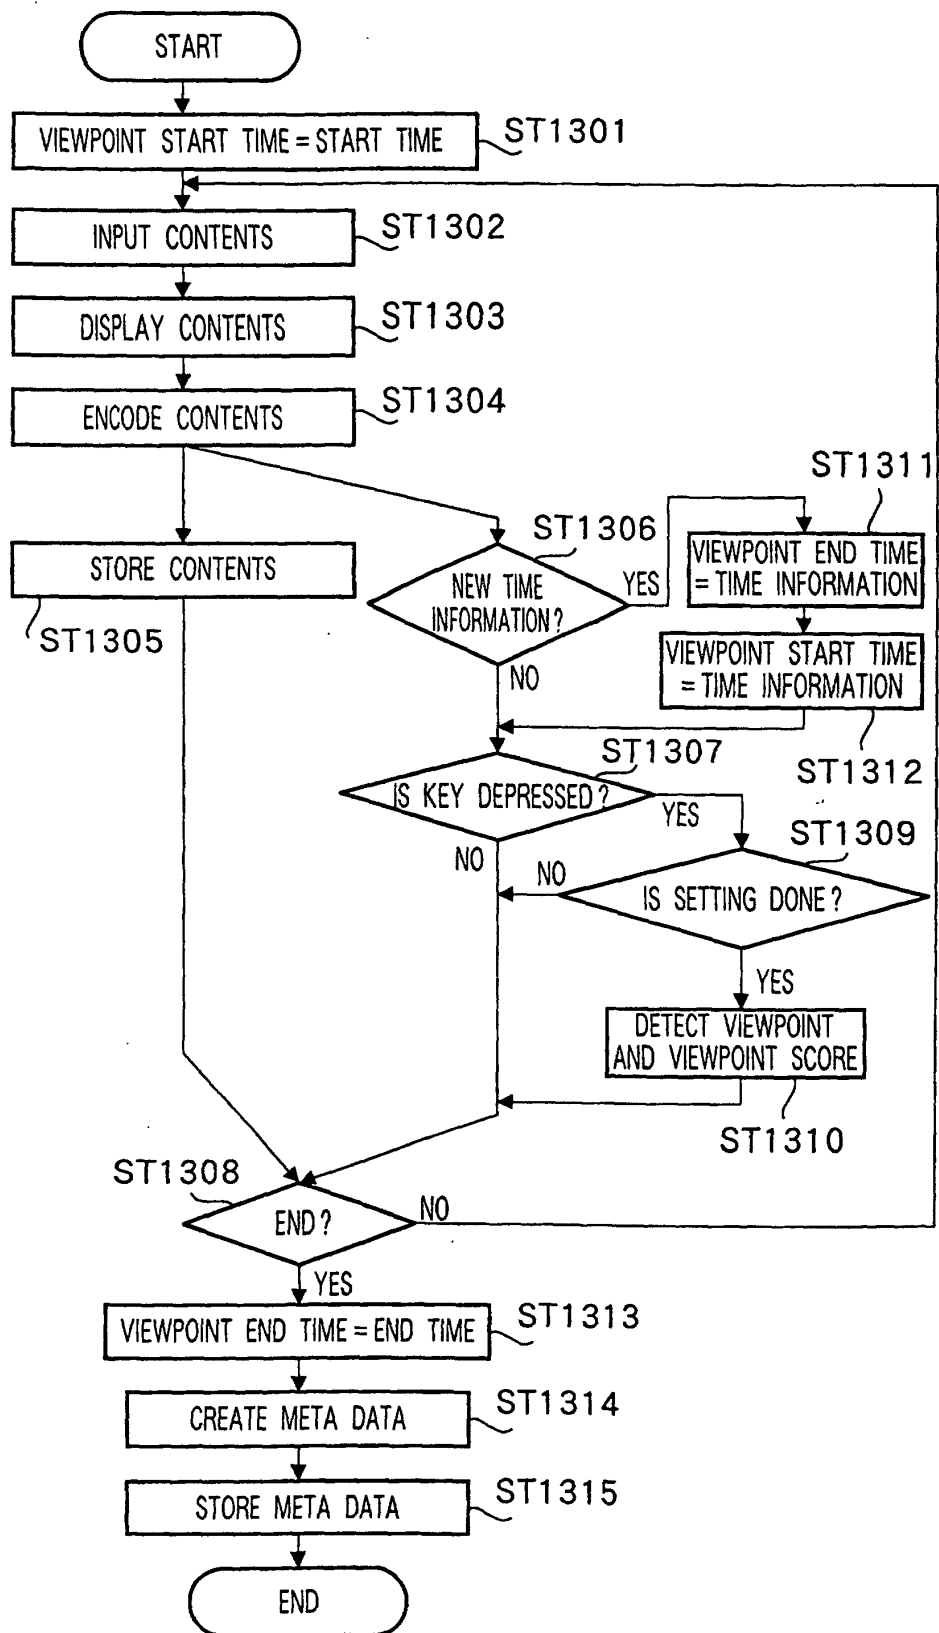 START
VIEWPOINT START TIME = START TIME
ST1301
INPUT CONTENTS
ST1302
DISPLAY CONTENTS
ST1303
ENCODE CONTENTS
ST1304
STORE CONTENTS
ST1305
NEW TIME
INFORMATION?
ST1306
YES
NO
ST1311
VIEWPOINT END TIME
= TIME INFORMATION
VIEWPOINT START TIME
= TIME INFORMATION
ST1312
IS KEY DEPRESSED?
ST1307
YES
NO
ST1309
IS SETTING DONE?
NO
YES
DETECT VIEWPOINT
AND VIEWPOINT SCORE
ST1310
ST1308
END?
NO
YES
VIEWPOINT END TIME = END TIME
ST1313
CREATE META DATA
ST1314
STORE META DATA
ST1315
END